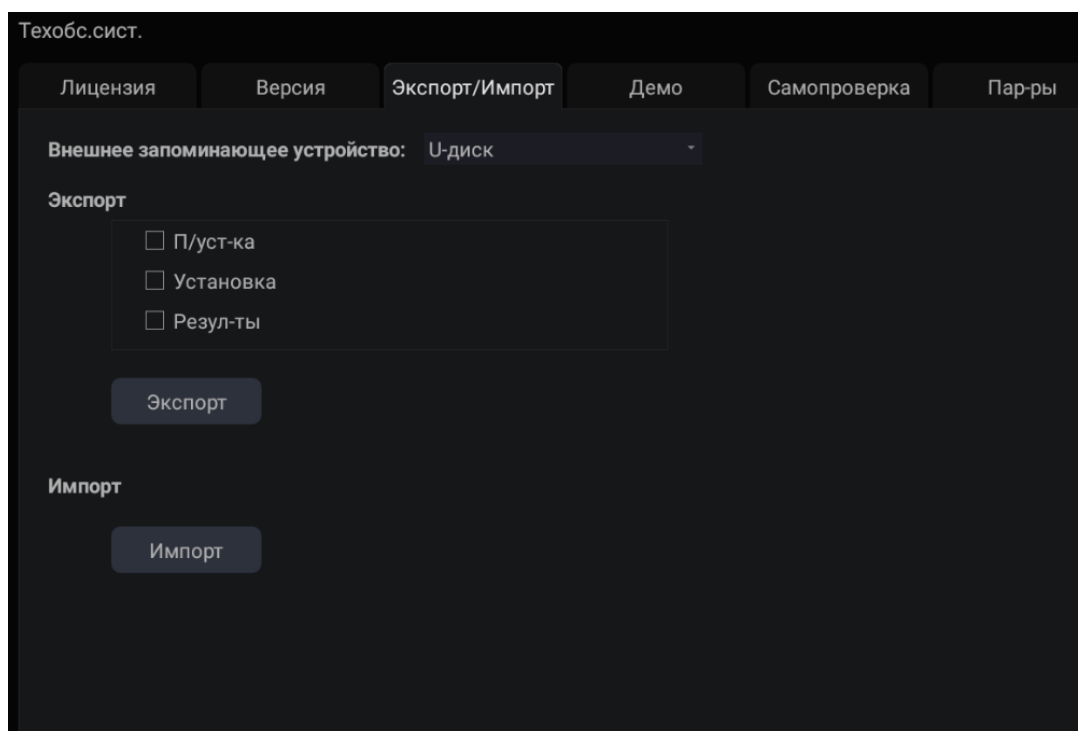 Техобс.сист.
Лицензия Версия Экспорт/Импорт Демо Самопроверка Пар-ры
Внешнее запоминающее устройство: U-диск
Экспорт
П/уст-ка
Установка
Резул-ты
Экспорт
Импорт
Импорт